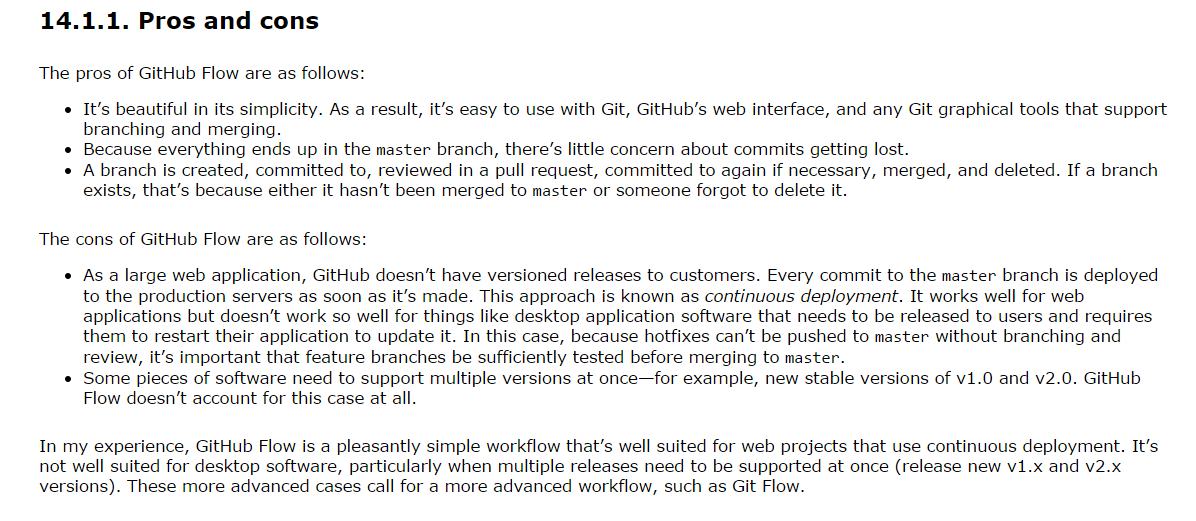 14.1.1. Pros and cons
The pros of GitHub Flow are as follows:
• It's beautiful in its simplicity. As a result, it's easy to use with Git, GitHub's web interface, and any Git graphical tools that support
branching and merging.
• Because everything ends up in the master branch, there's little concern about commits getting lost.
• A branch is created, committed to, reviewed in a pull request, committed to again if necessary, merged, and deleted. If a branch
exists, that's because either it hasn't been merged to master or someone forgot to delete it.
The cons of GitHub Flow are as follows:
• As a large web application, GitHub doesn't have versioned releases to customers. Every commit to the master branch is deployed
to the production servers as soon as it's made. This approach is known as continuous deployment. It works well for web
applications but doesn't work so well for things like desktop application software that needs to be released to users and requires
them to restart their application to update it. In this case, because hotfixes can't be pushed to master without branching and
review, it's important that feature branches be sufficiently tested before merging to master.
• Some pieces of software need to support multiple versions at once—for example, new stable versions of v1.0 and v2.0. GitHub
Flow doesn't account for this case at all.
In my experience, GitHub Flow is a pleasantly simple workflow that's well suited for web projects that use continuous deployment. It's
not well suited for desktop software, particularly when multiple releases need to be supported at once (release new v1.x and v2.x
versions). These more advanced cases call for a more advanced workflow, such as Git Flow.